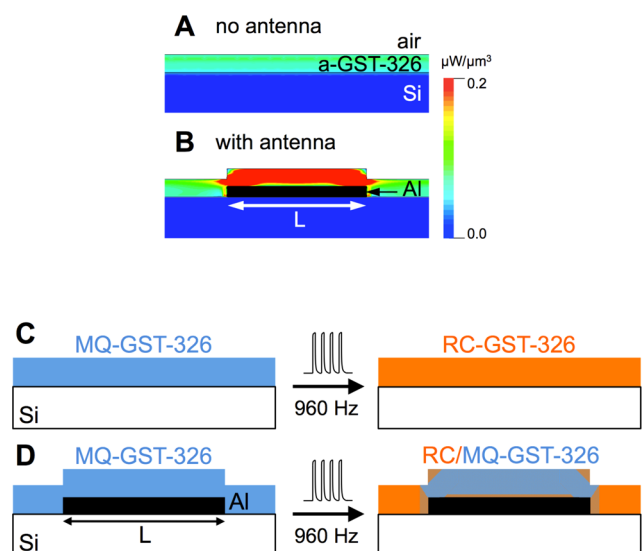 A no antenna
air
a-GST-326
Si
µW/µm³
0.2
0.0
B with antenna
Al
L
C MQ-GST-326
RC-GST-326
Si
960 Hz
D MQ-GST-326
RC/MQ-GST-326
Al
L
Si
960 Hz